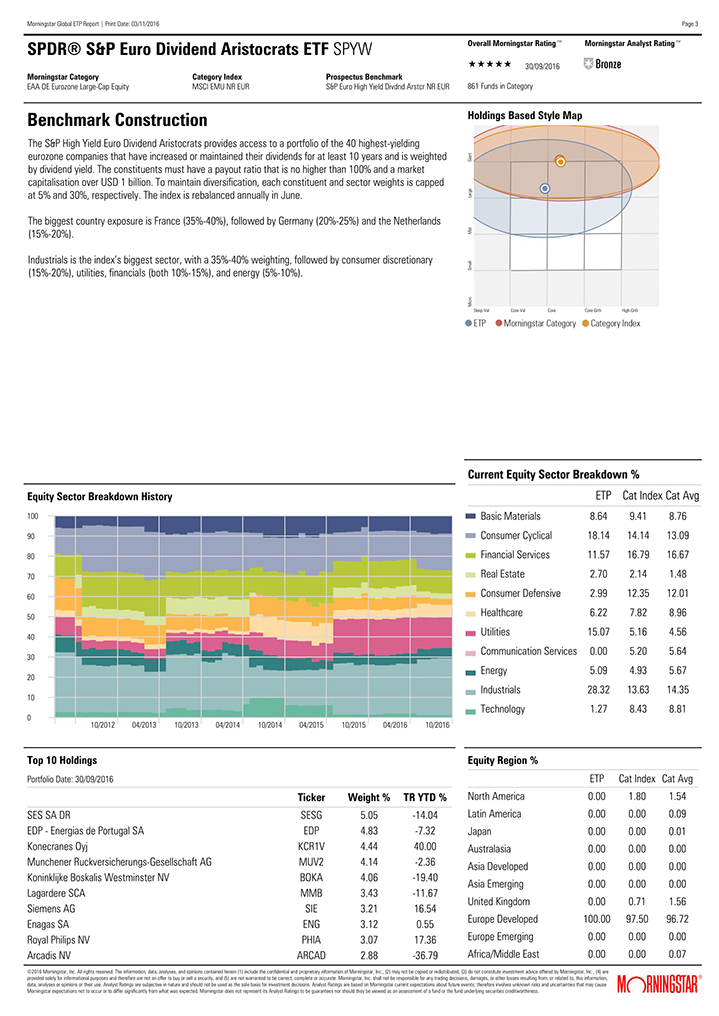 Morningstar Global ETP Report | Print Date: 03/11/2016
Page 3
SPDR® S&P Euro Dividend Aristocrats ETF SPYW
Overall Morningstar Rating™
Morningstar Analyst Rating™
★★★★★ 30/09/2016
Bronze
Morningstar Category
Category Index
Prospectus Benchmark
EAA OE Eurozone Large-Cap Equity
MSCI EMU NR EUR
S&P Euro High Yield Divdnd Arstcr NR EUR
861 Funds in Category
Benchmark Construction
The S&P High Yield Euro Dividend Aristocrats provides access to a portfolio of the 40 highest-yielding
eurozone companies that have increased or maintained their dividends for at least 10 years and is weighted
by dividend yield. The constituents must have a payout ratio that is no higher than 100% and a market
capitalisation over USD 1 billion. To maintain diversification, each constituent and sector weights is capped
at 5% and 30%, respectively. The index is rebalanced annually in June.
The biggest country exposure is France (35%-40%), followed by Germany (20%-25%) and the Netherlands
(15%-20%).
Industrials is the index's biggest sector, with a 35%-40% weighting, followed by consumer discretionary
(15%-20%), utilities, financials (both 10%-15%), and energy (5%-10%).
Holdings Based Style Map
Giant
Large
Mid
Small
Micro
Deep-Val Core-Val Core Core-Grth High-Grth
ETP Morningstar Category Category Index
Equity Sector Breakdown History
100
90
80
70
60
50
40
30
20
10
0
10/2012 04/2013 10/2013 04/2014 10/2014 04/2015 10/2015 04/2016 10/2016
Current Equity Sector Breakdown %
ETP Cat Index Cat Avg
Basic Materials 8.64 9.41 8.76
Consumer Cyclical 18.14 14.14 13.09
Financial Services 11.57 16.79 16.67
Real Estate 2.70 2.14 1.48
Consumer Defensive 2.99 12.35 12.01
Healthcare 6.22 7.82 8.96
Utilities 15.07 5.16 4.56
Communication Services 0.00 5.20 5.64
Energy 5.09 4.93 5.67
Industrials 28.32 13.63 14.35
Technology 1.27 8.43 8.81
Top 10 Holdings
Portfolio Date: 30/09/2016
Ticker Weight % TR YTD %
SES SA DR SESG 5.05 -14.04
EDP - Energias de Portugal SA EDP 4.83 -7.32
Konecranes Oyj KCR1V 4.44 40.00
Munchener Ruckversicherungs-Gesellschaft AG MUV2 4.14 -2.36
Koninklijke Boskalis Westminster NV BOKA 4.06 -19.40
Lagardere SCA MMB 3.43 -11.67
Siemens AG SIE 3.21 16.54
Enagas SA ENG 3.12 0.55
Royal Philips NV PHIA 3.07 17.36
Arcadis NV ARCAD 2.88 -36.79
Equity Region %
ETP Cat Index Cat Avg
North America 0.00 1.80 1.54
Latin America 0.00 0.00 0.09
Japan 0.00 0.00 0.01
Australasia 0.00 0.00 0.00
Asia Developed 0.00 0.00 0.00
Asia Emerging 0.00 0.00 0.00
United Kingdom 0.00 0.71 1.56
Europe Developed 100.00 97.50 96.72
Europe Emerging 0.00 0.00 0.00
Africa/Middle East 0.00 0.00 0.07
©2016 Morningstar, Inc. All rights reserved. The information, data, analyses, and opinions contained herein (1) include the confidential and proprietary information of Morningstar, Inc., (2) may not be copied or redistributed, (3) do not constitute investment advice offered by Morningstar, Inc., (4) are
provided solely for informational purposes and therefore are not an offer to buy or sell a security, and (5) are not warranted to be correct, complete or accurate. Morningstar, Inc. shall not be responsible for any trading decisions, damages, or other losses resulting from, or related to, this information,
data, analyses or opinions or their use. Analyst Ratings are subjective in nature and should not be used as the sole basis for investment decisions. Analyst Ratings are based on Morningstar current expectations about future events; therefore involves unknown risks and uncertainties that may cause
Morningstar expectations not to occur or to differ significantly from what was expected. Morningstar does not represent its Analyst Ratings to be guarantees nor should they be viewed as an assessment of a fund or the fund underlying securities creditworthiness.
MORNINGSTAR®